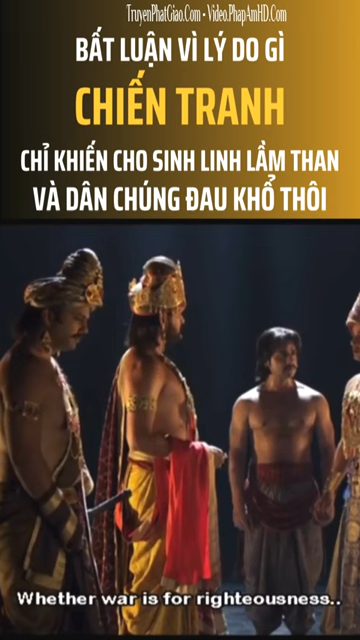 TruyenPhatGiao.Com • Video.PhapAmHD.Com
BẤT LUẬN VÌ LÝ DO GÌ
CHIẾN TRANH
CHỈ KHIẾN CHO SINH LINH LẦM THAN
VÀ DÂN CHÚNG ĐAU KHỔ THÔI
Whether war is for righteousness..